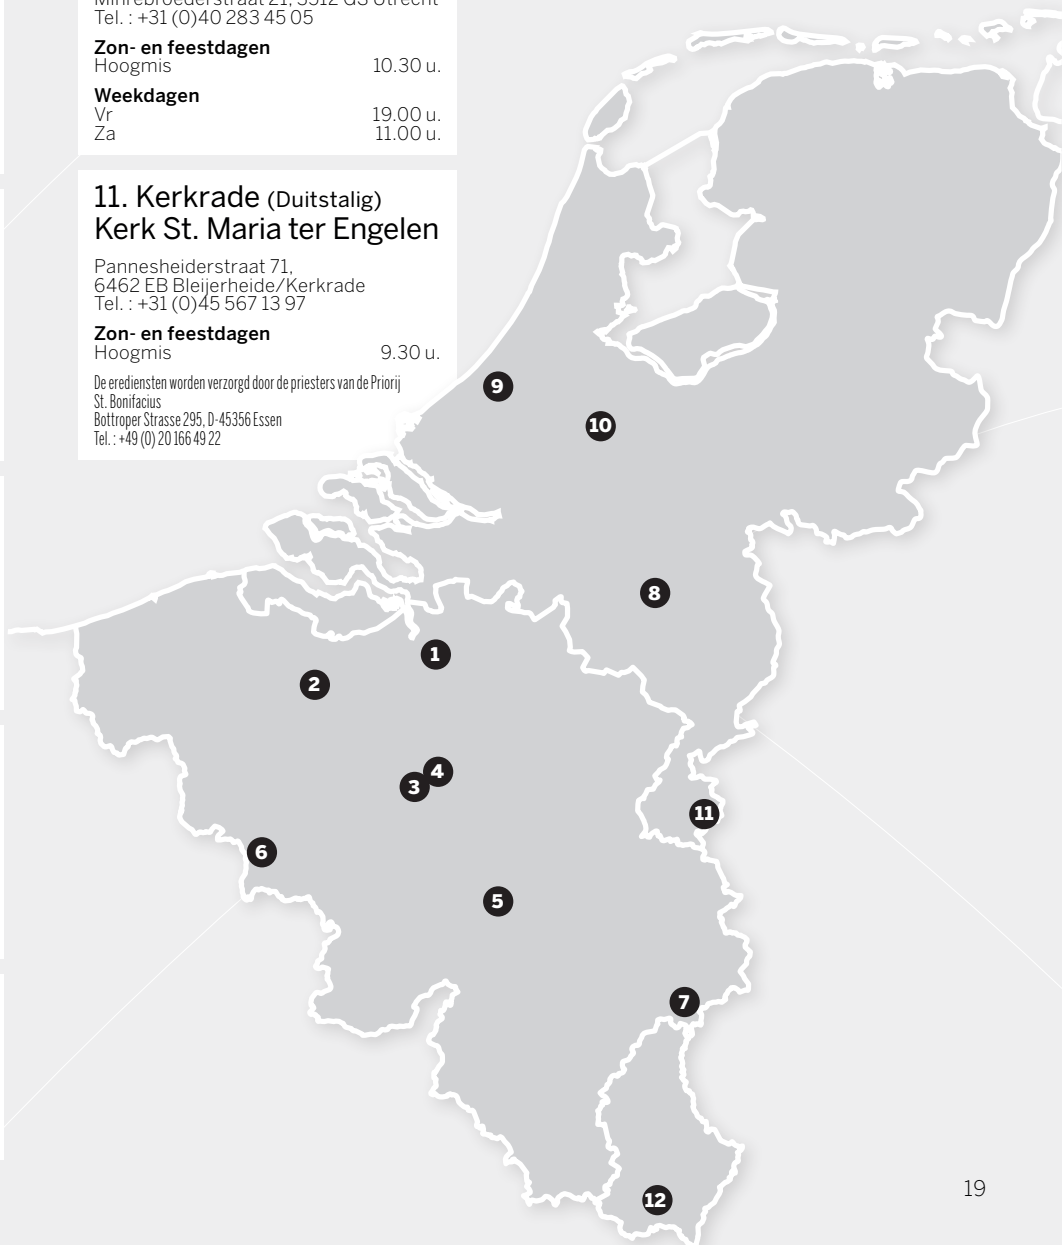 Minrebroederstraat 21, 3512 GS Utrecht
Tel. : +31 (0)40 283 45 05
Zon- en feestdagen
Hoogmis 10.30 u.
Weekdagen
Vr 19.00 u.
Za 11.00 u.
11. Kerkrade (Duitstalig)
Kerk St. Maria ter Engelen
Pannesheiderstraat 71,
6462 EB Bleijerheide/Kerkrade
Tel. : +31 (0)45 567 13 97
Zon- en feestdagen
Hoogmis 9.30 u.
De erediensten worden verzorgd door de priesters van de Priorij
St. Bonifacius
Bottroper Strasse 295, D-45356 Essen
Tel. : +49 (0) 20 166 49 22
9
10
8
1
2
4
3
11
6
5
7
12
19